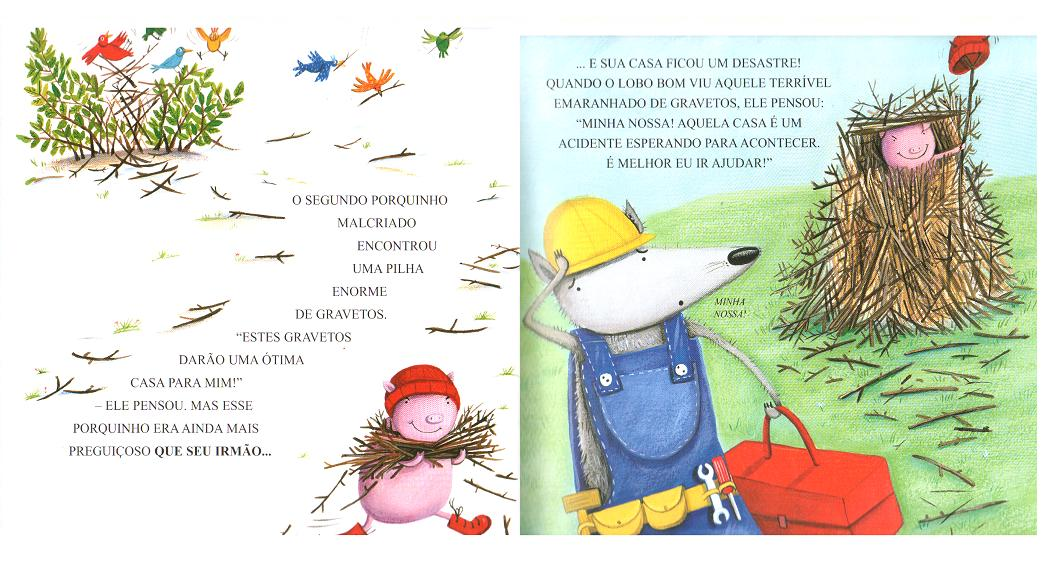 O SEGUNDO PORQUINHO
MALCRIADO
ENCONTROU
UMA PILHA
ENORME
DE GRAVETOS.
“ESTES GRAVETOS
DARÃO UMA ÓTIMA
CASA PARA MIM!”
– ELE PENSOU. MAS ESSE
PORQUINHO ERA AINDA MAIS
PREGUIÇOSO QUE SEU IRMÃO...
... E SUA CASA FICOU UM DESASTRE!
QUANDO O LOBO BOM VIU AQUELE TERRÍVEL
EMARANHADO DE GRAVETOS, ELE PENSOU:
“MINHA NOSSA! AQUELA CASA É UM
ACIDENTE ESPERANDO PARA ACONTECER.
É MELHOR EU IR AJUDAR!”
MINHA
NOSSA!